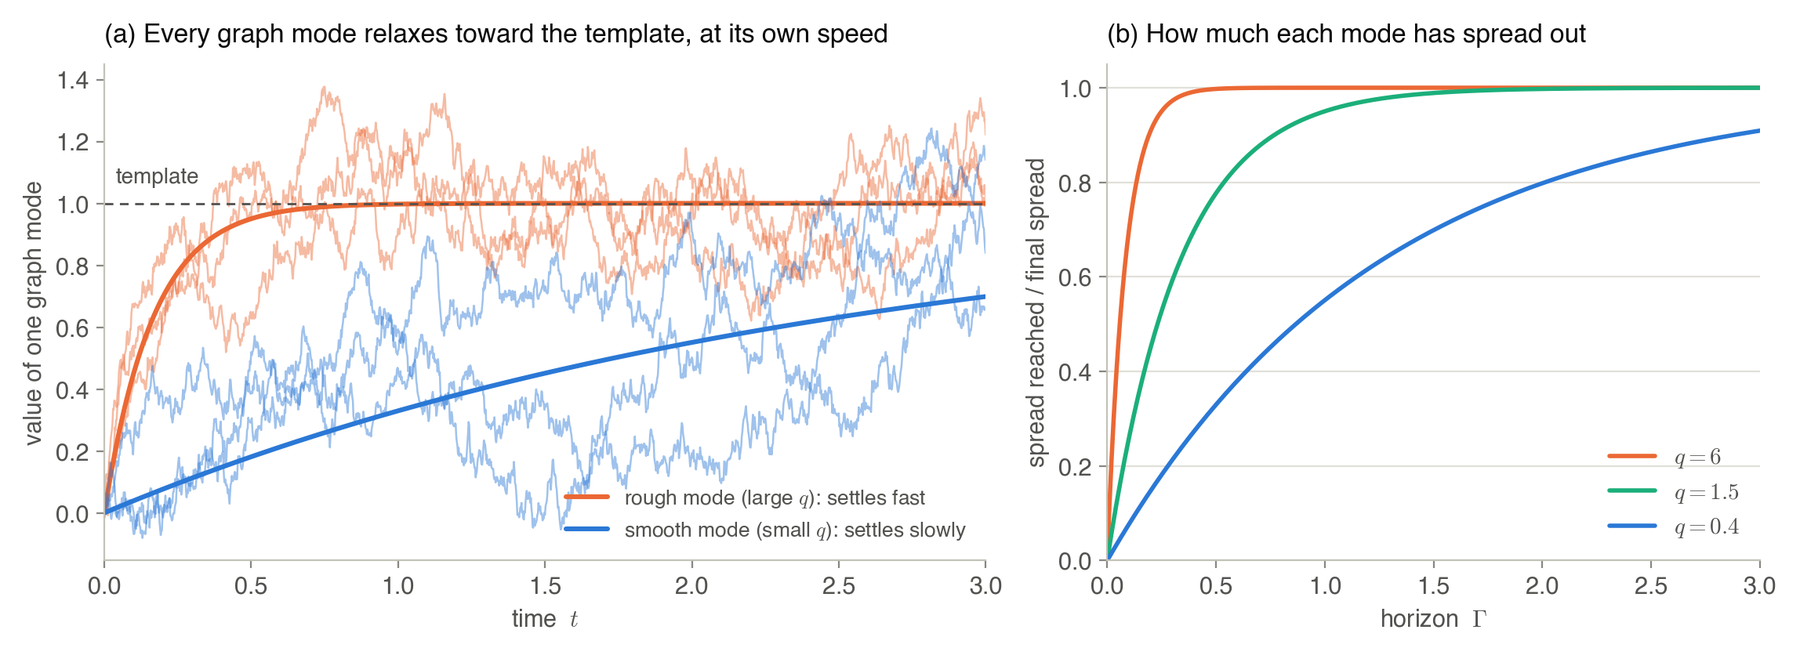 (a) Every graph mode relaxes toward the template, at its own speed
value of one graph mode
1.4
1.2
1.0
0.8
0.6
0.4
0.2
0.0
template
rough mode (large q): settles fast
smooth mode (small q): settles slowly
0.0 0.5 1.0 1.5 2.0 2.5 3.0
time t
(b) How much each mode has spread out
spread reached / final spread
1.0
0.8
0.6
0.4
0.2
0.0
q = 6
q = 1.5
q = 0.4
0.0 0.5 1.0 1.5 2.0 2.5 3.0
horizon Γ